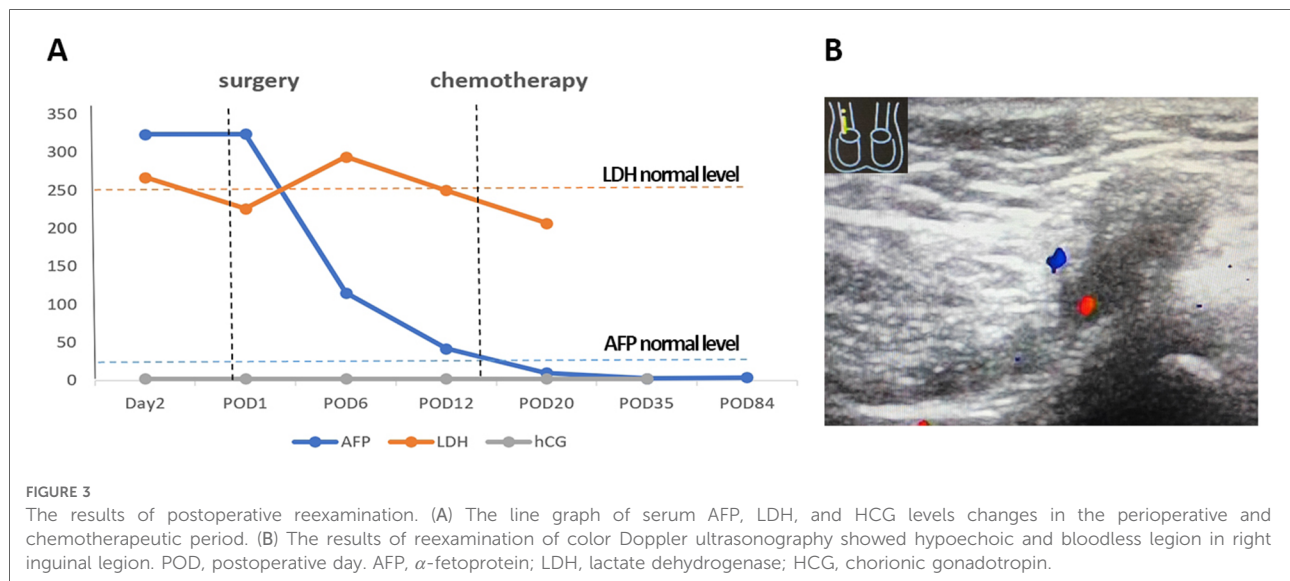 A
B
surgery
chemotherapy
350
300
250
200
150
100
50
0
LDH normal level
AFP normal level
Day2 POD1 POD6 POD12 POD20 POD35 POD84
AFP LDH hCG
FIGURE 3
The results of postoperative reexamination. (A) The line graph of serum AFP, LDH, and HCG levels changes in the perioperative and
chemotherapeutic period. (B) The results of reexamination of color Doppler ultrasonography showed hypoechoic and bloodless legion in right
inguinal legion. POD, postoperative day. AFP, α-fetoprotein; LDH, lactate dehydrogenase; HCG, chorionic gonadotropin.